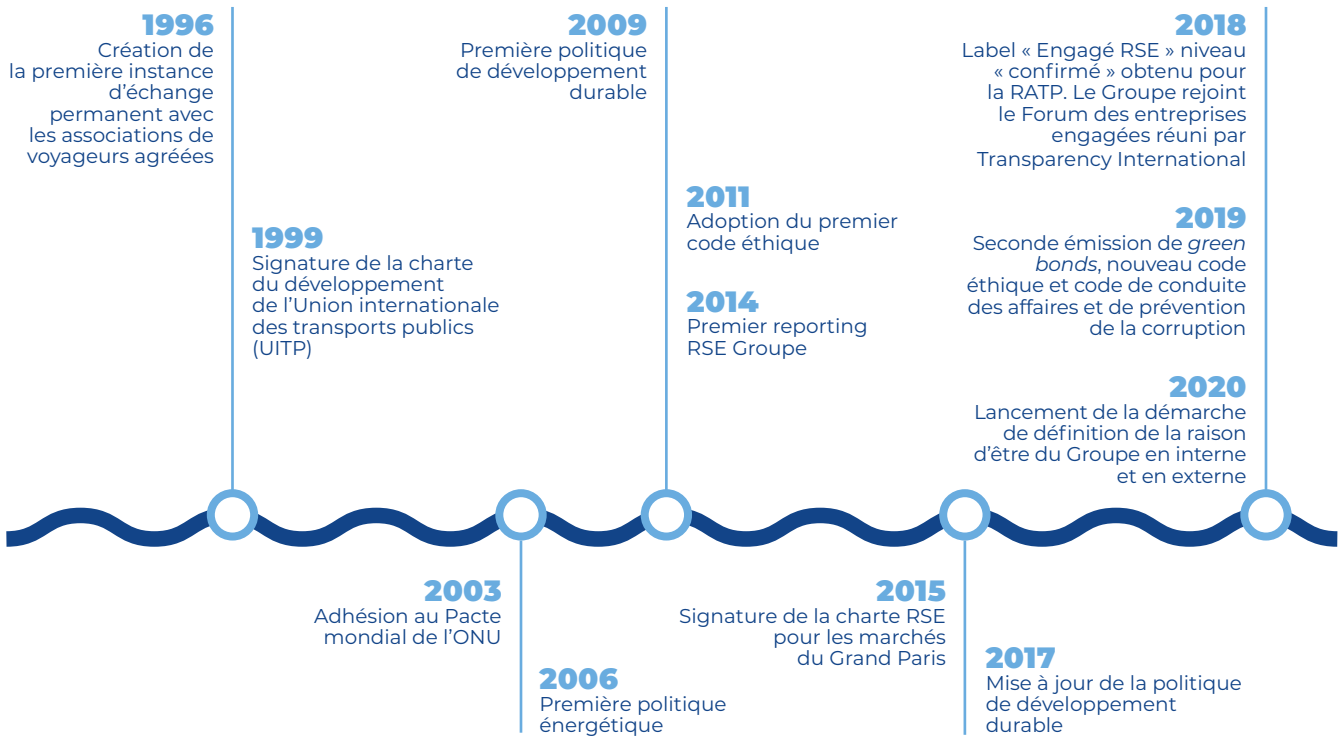 1996
Création de
la première instance
d’échange
permanent avec
les associations de
voyageurs agréées
1999
Signature de la charte
du développement
de l’Union internationale
des transports publics
(UITP)
2003
Adhésion au Pacte
mondial de l’ONU
2006
Première politique
énergétique
2009
Première politique
de développement
durable
2011
Adoption du premier
code éthique
2014
Premier reporting
RSE Groupe
2015
Signature de la charte RSE
pour les marchés
du Grand Paris
2017
Mise à jour de la politique
de développement
durable
2018
Label « Engagé RSE » niveau
« confirmé » obtenu pour
la RATP. Le Groupe rejoint
le Forum des entreprises
engagées réuni par
Transparency International
2019
Seconde émission de green
bonds, nouveau code
éthique et code de conduite
des affaires et de prévention
de la corruption
2020
Lancement de la démarche
de définition de la raison
d’être du Groupe en interne
et en externe